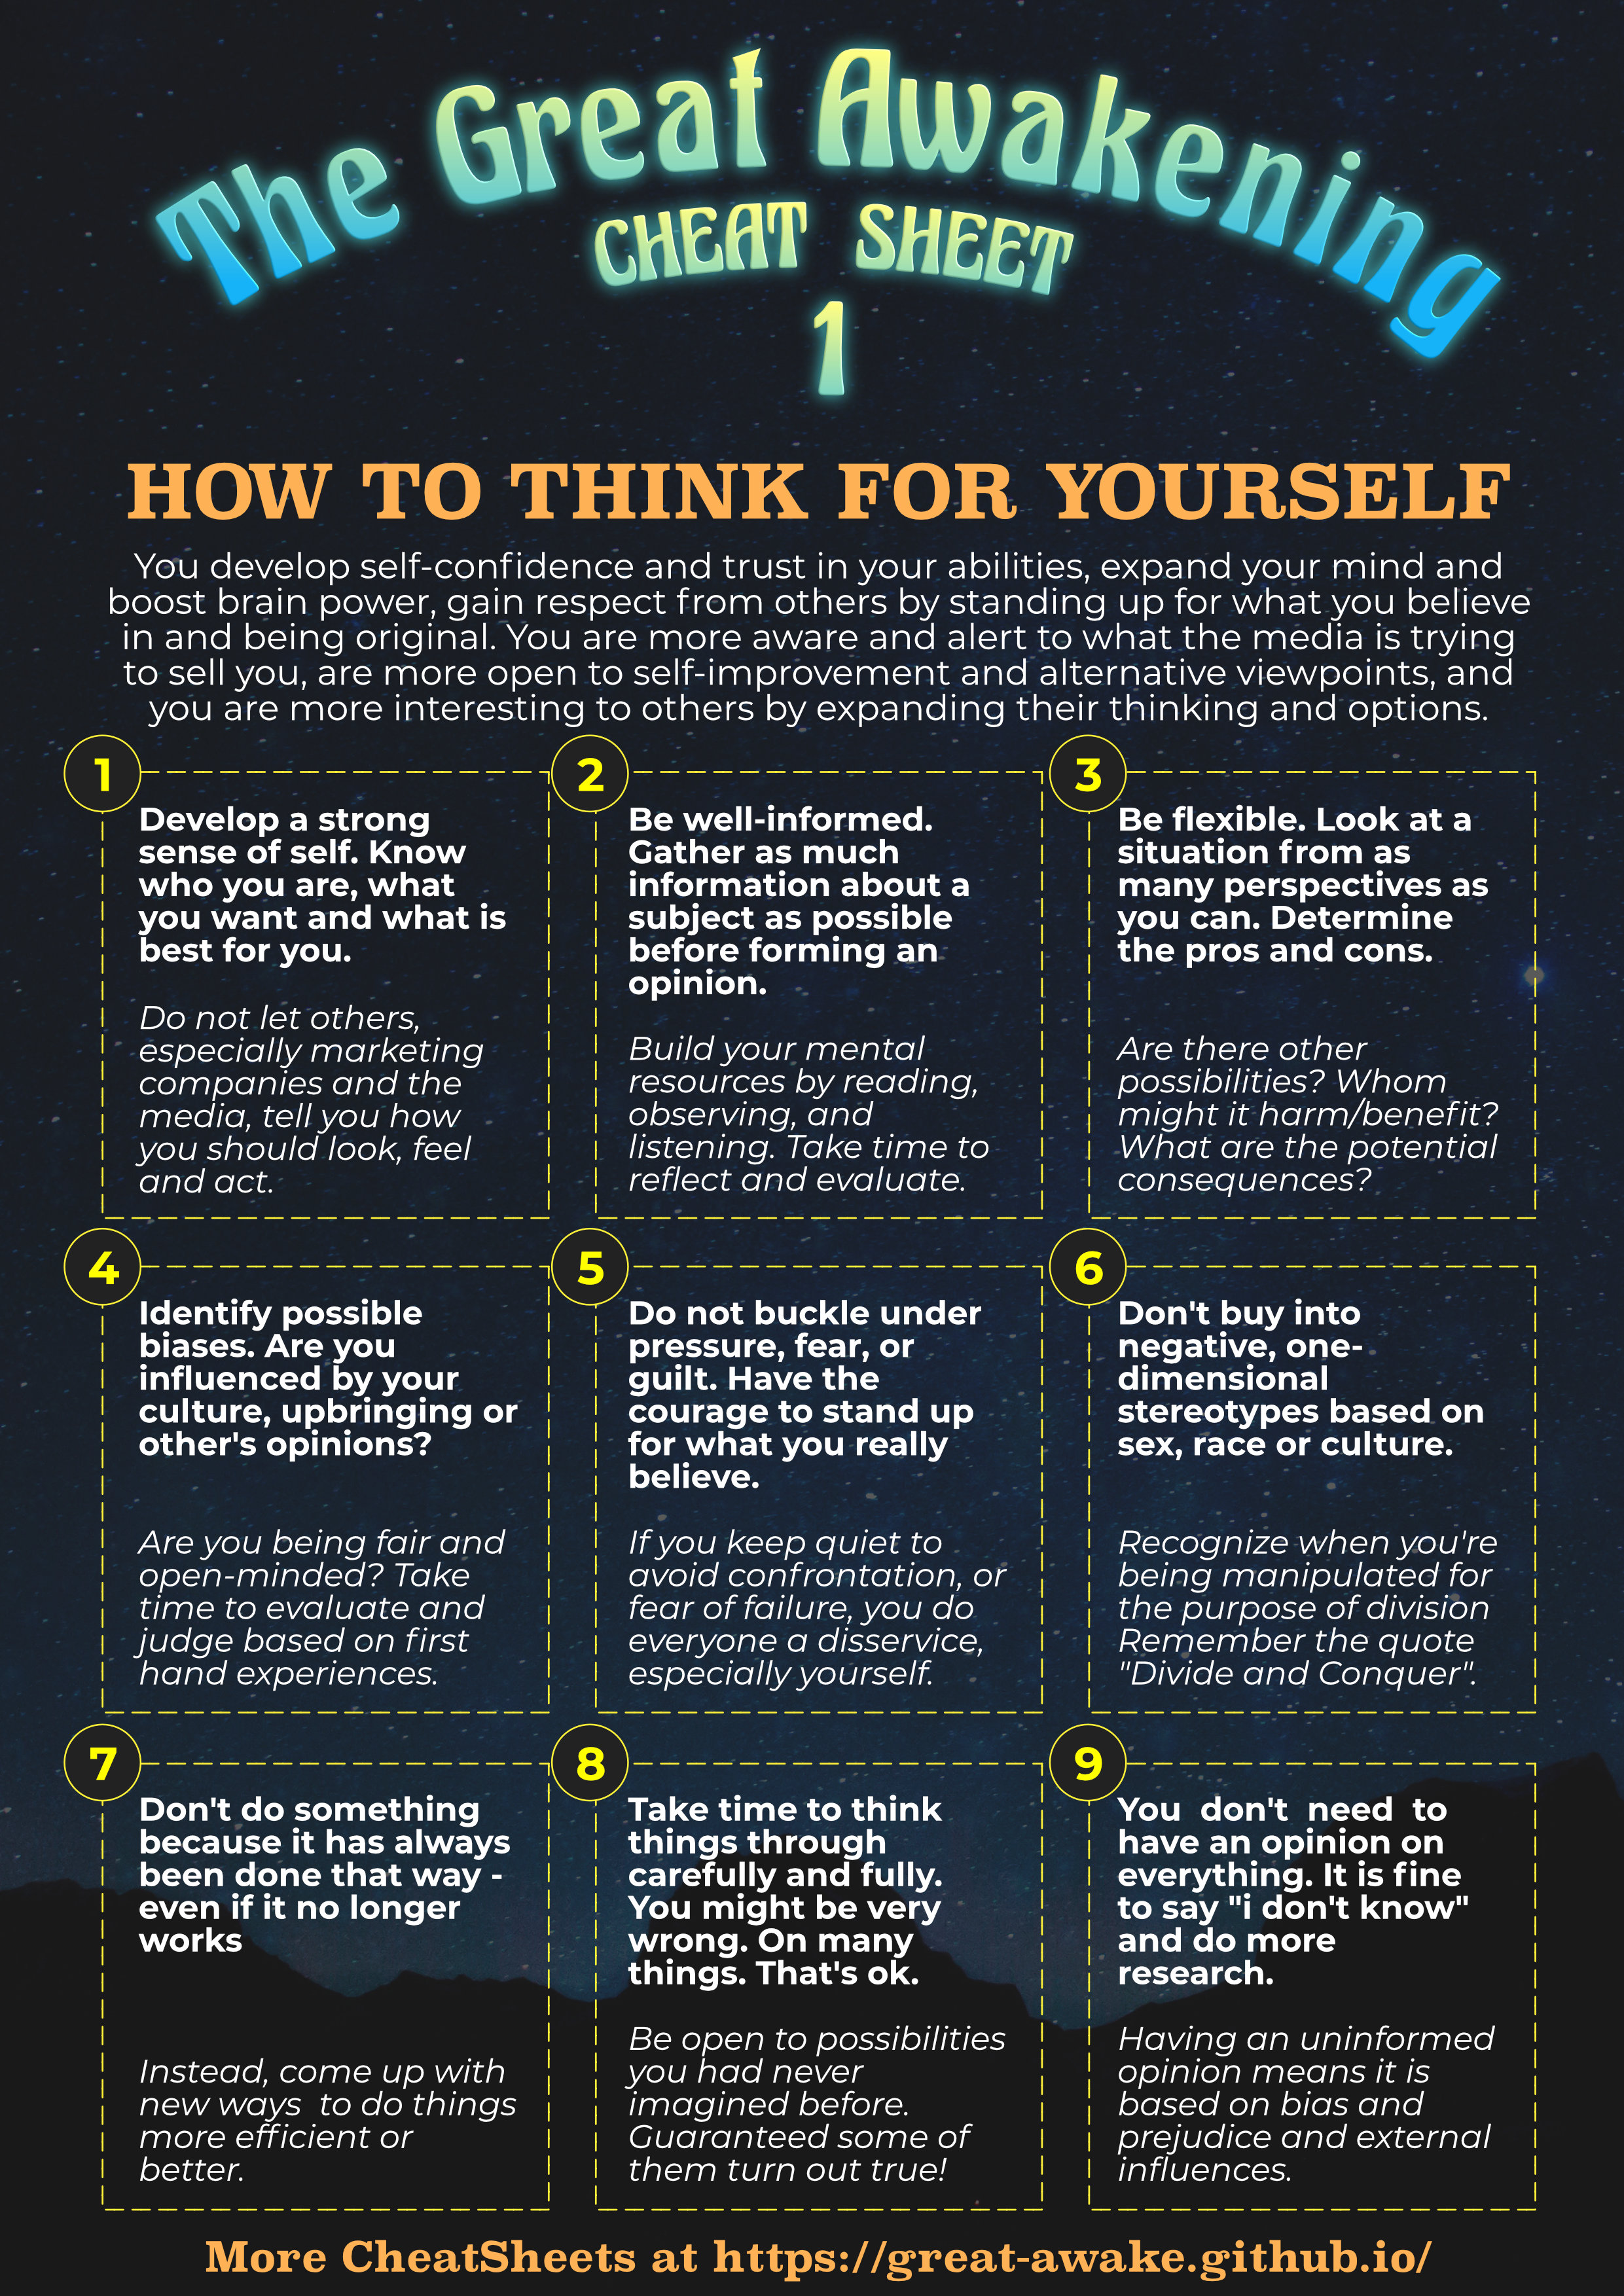 The Great Awakening
CHEAT SHEET
1
HOW TO THINK FOR YOURSELF
You develop self-confidence and trust in your abilities, expand your mind and
boost brain power, gain respect from others by standing up for what you believe
in and being original. You are more aware and alert to what the media is trying
to sell you, are more open to self-improvement and alternative viewpoints, and
you are more interesting to others by expanding their thinking and options.
1
Develop a strong
sense of self. Know
who you are, what
you want and what is
best for you.
Do not let others,
especially marketing
companies and the
media, tell you how
you should look, feel
and act.
2
Be well-informed.
Gather as much
information about a
subject as possible
before forming an
opinion.
Build your mental
resources by reading,
observing, and
listening. Take time to
reflect and evaluate.
3
Be flexible. Look at a
situation from as
many perspectives as
you can. Determine
the pros and cons.
Are there other
possibilities? Whom
might it harm/benefit?
What are the potential
consequences?
4
Identify possible
biases. Are you
influenced by your
culture, upbringing or
other's opinions?
Are you being fair and
open-minded? Take
time to evaluate and
judge based on first
hand experiences.
5
Do not buckle under
pressure, fear, or
guilt. Have the
courage to stand up
for what you really
believe.
If you keep quiet to
avoid confrontation, or
fear of failure, you do
everyone a disservice,
especially yourself.
6
Don't buy into
negative, one-
dimensional
stereotypes based on
sex, race or culture.
Recognize when you're
being manipulated for
the purpose of division
Remember the quote
"Divide and Conquer".
7
Don't do something
because it has always
been done that way -
even if it no longer
works
Instead, come up with
new ways to do things
more efficient or
better.
8
Take time to think
things through
carefully and fully.
You might be very
wrong. On many
things. That's ok.
Be open to possibilities
you had never
imagined before.
Guaranteed some of
them turn out true!
9
You don't need to
have an opinion on
everything. It is fine
to say "i don't know"
and do more
research.
Having an uninformed
opinion means it is
based on bias and
prejudice and external
influences.
More CheatSheets at https://great-awake.github.io/